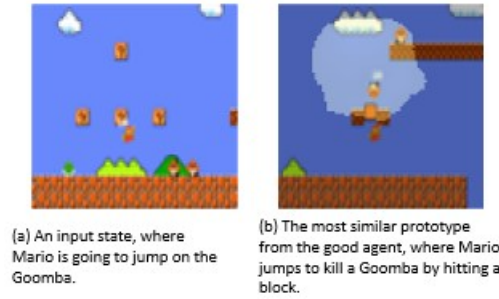 (a) An input state, where
Mario is going to jump on the
Goomba.
(b) The most similar prototype
from the good agent, where Mario
jumps to kill a Goomba by hitting a
block.